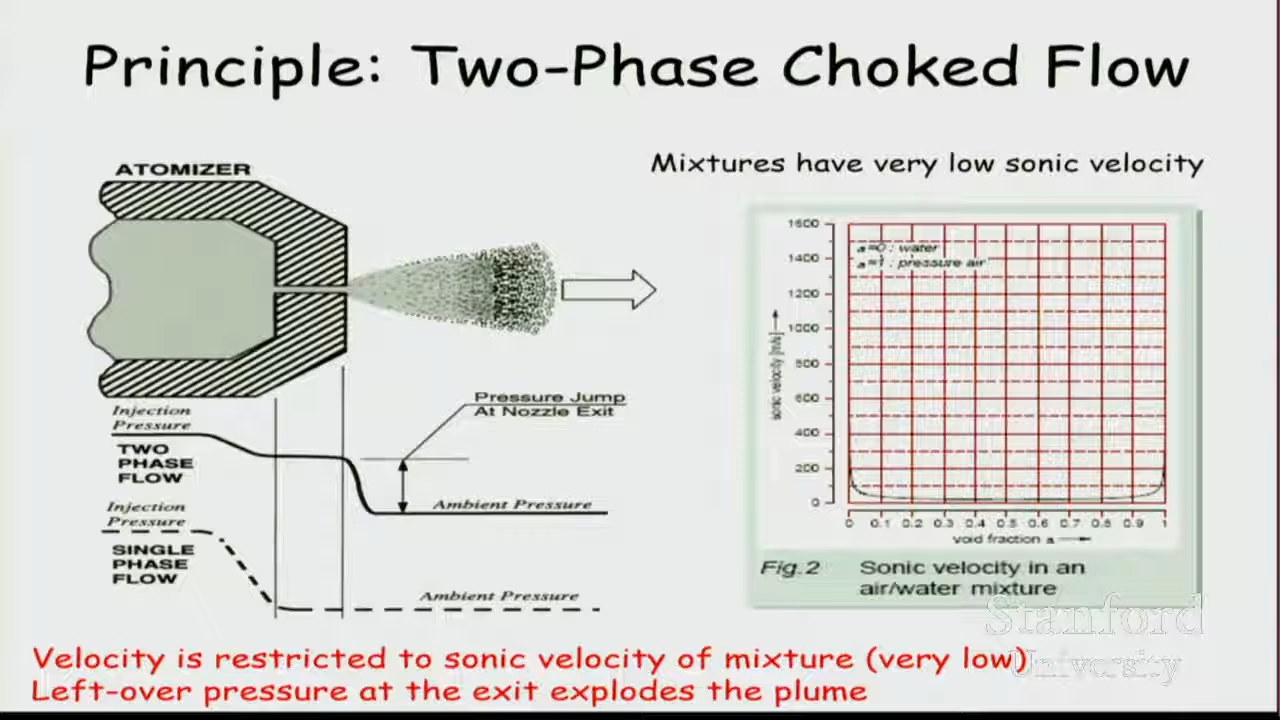 Principle: Two-Phase Choked Flow
ATOMIZER
Mixtures have very low sonic velocity
Injection
Pressure
TWO
PHASE
FLOW
Pressure Jump
At Nozzle Exit
Ambient Pressure
Injection
Pressure
SINGLE
PHASE
FLOW
Ambient Pressure
1600
1400
1200
1000
800
600
400
200
0
a=0 : water
a=1 : pressure air
sonic velocity [m/s]
0 0.1 0.2 0.3 0.4 0.5 0.6 0.7 0.8 0.9 1
void fraction a
Fig.2 Sonic velocity in an
air/water mixture
Velocity is restricted to sonic velocity of mixture (very low)
Left-over pressure at the exit explodes the plume
Stanford
University